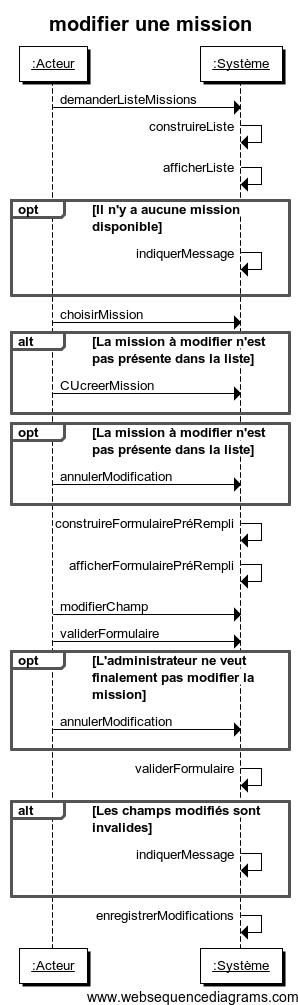 modifier une mission
:Acteur
:Système
demanderListeMissions
construireListe
afficherListe
opt
[Il n'y a aucune mission
disponible]
indiquerMessage
choisirMission
alt
[La mission à modifier n'est
pas présente dans la liste]
CUcreerMission
opt
[La mission à modifier n'est
pas présente dans la liste]
annulerModification
construireFormulairePréRempli
afficherFormulairePréRempli
modifierChamp
validerFormulaire
opt
[L'administrateur ne veut
finalement pas modifier la
mission]
annulerModification
validerFormulaire
alt
[Les champs modifiés sont
invalides]
indiquerMessage
enregistrerModifications
:Acteur
:Système
www.websequencediagrams.com